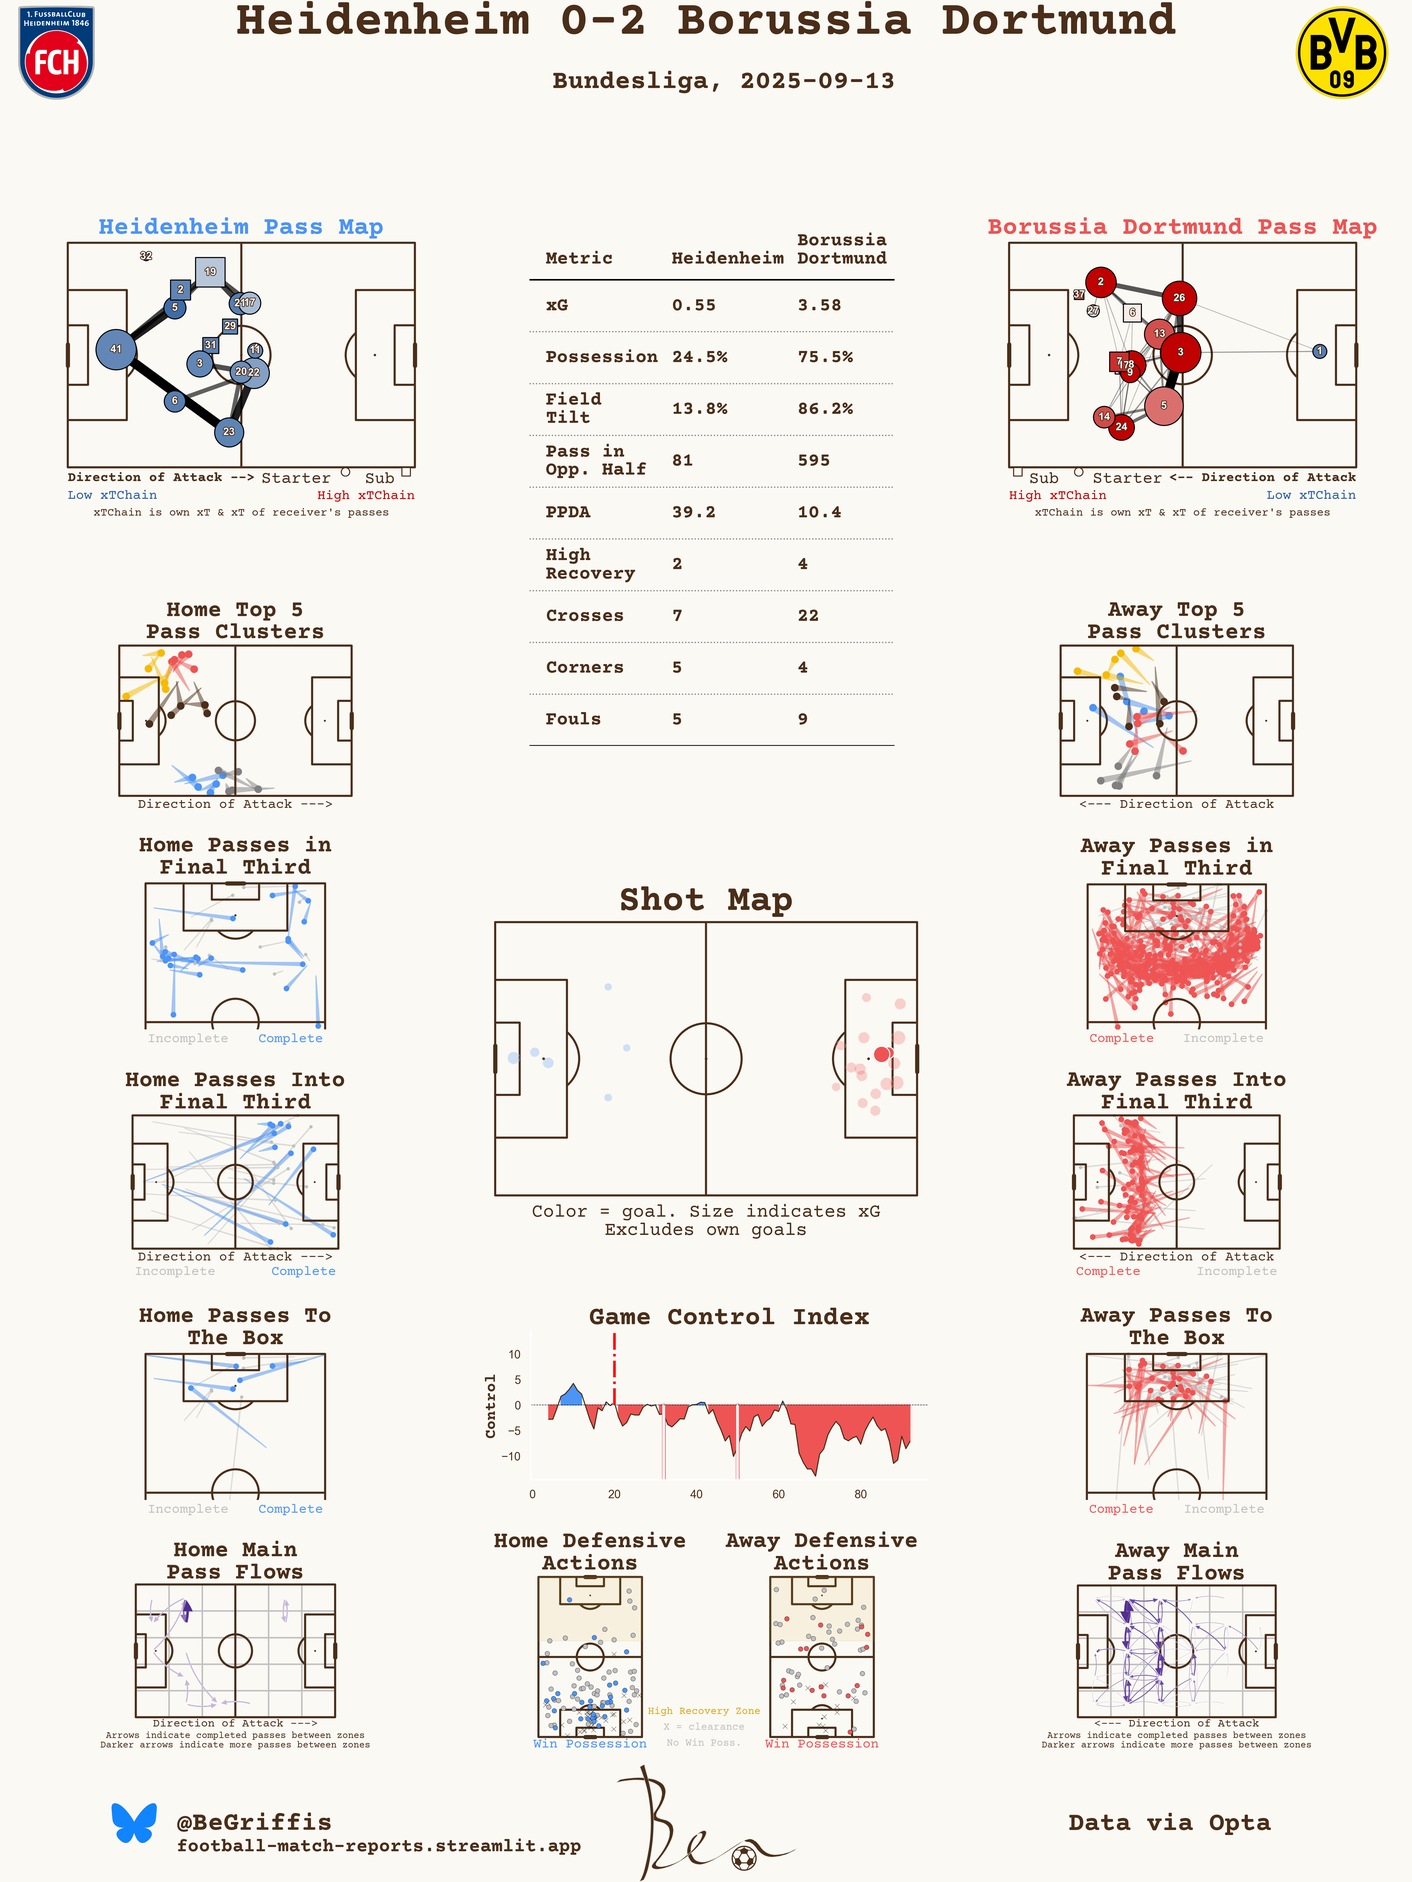 Heidenheim 0-2 Borussia Dortmund
Bundesliga, 2025-09-13
1. FUSSBALLCLUB
HEIDENHEIM 1846
FCH
BVB
09
Heidenheim Pass Map
32
19
2
5
21
17
29
41
31
11
3
20
22
6
23
Direction of Attack --> Starter Sub
Low xTChain High xTChain
xTChain is own xT & xT of receiver's passes
Metric Heidenheim Borussia Dortmund
xG 0.55 3.58
Possession 24.5% 75.5%
Field Tilt 13.8% 86.2%
Pass in Opp. Half 81 595
PPDA 39.2 10.4
High Recovery 2 4
Crosses 7 22
Corners 5 4
Fouls 5 9
Borussia Dortmund Pass Map
2
37
26
27
6
13
3
1
7
17
8
9
5
14
24
Sub Starter <-- Direction of Attack
High xTChain Low xTChain
xTChain is own xT & xT of receiver's passes
Home Top 5
Pass Clusters
Direction of Attack --->
Away Top 5
Pass Clusters
<--- Direction of Attack
Home Passes in
Final Third
Incomplete Complete
Away Passes in
Final Third
Complete Incomplete
Shot Map
Color = goal. Size indicates xG
Excludes own goals
Home Passes Into
Final Third
Direction of Attack --->
Incomplete Complete
Away Passes Into
Final Third
<--- Direction of Attack
Complete Incomplete
Home Passes To
The Box
Incomplete Complete
Game Control Index
Control
10
5
0
−5
−10
0 20 40 60 80
Away Passes To
The Box
Complete Incomplete
Home Main
Pass Flows
Direction of Attack --->
Arrows indicate completed passes between zones
Darker arrows indicate more passes between zones
Home Defensive
Actions
Win Possession
High Recovery Zone
X = clearance
No Win Poss.
Away Defensive
Actions
Win Possession
Away Main
Pass Flows
<--- Direction of Attack
Arrows indicate completed passes between zones
Darker arrows indicate more passes between zones
@BeGriffis
football-match-reports.streamlit.app
Ben
Data via Opta